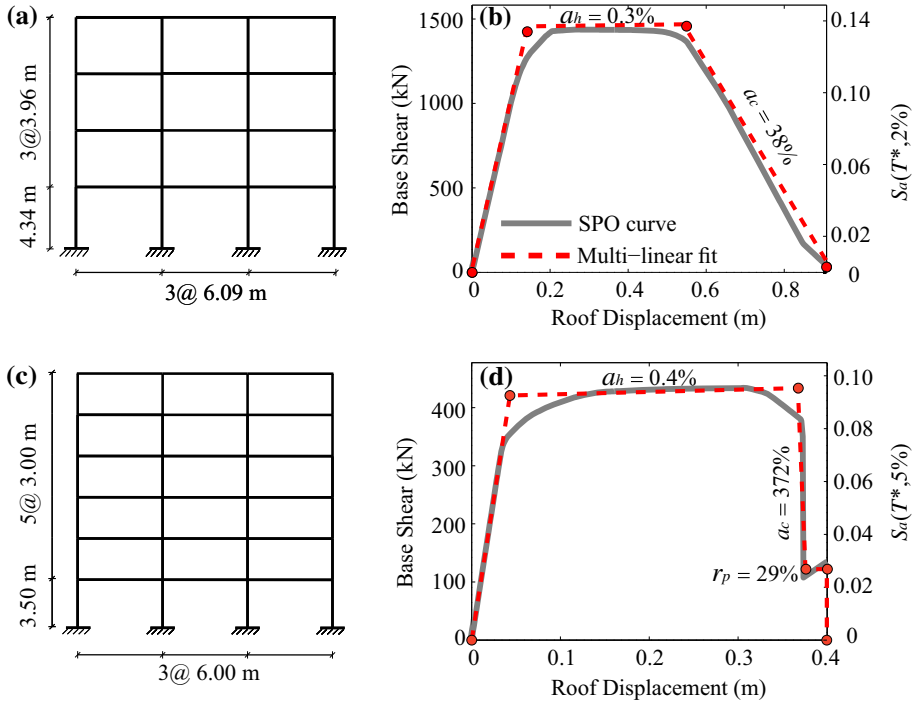 (a)
3@3.96 m
4.34 m
3@ 6.09 m
(b)
a_h = 0.3%
a_c = 38%
Base Shear (kN)
1500
1000
500
0
0
0.2
0.4
0.6
0.8
Roof Displacement (m)
0.14
0.10
0.06
0.02
0
S_a(T*,2%)
SPO curve
Multi−linear fit
(c)
5@ 3.00 m
3.50 m
3@ 6.00 m
(d)
a_h = 0.4%
a_c = 372%
r_p = 29%
Base Shear (kN)
400
300
200
100
0
0
0.1
0.2
0.3
0.4
Roof Displacement (m)
0.10
0.08
0.06
0.04
0.02
0
S_a(T*,5%)